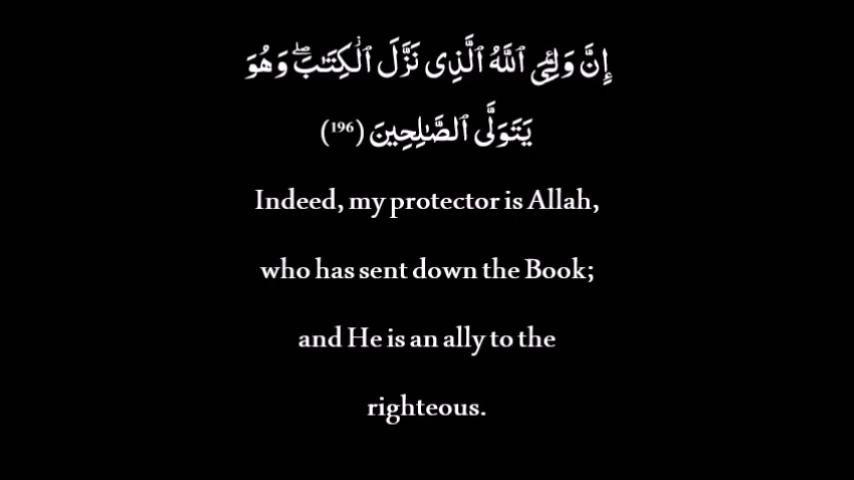 إِنَّ وَلِـِّۧىَ ٱللَّهُ ٱلَّذِى نَزَّلَ ٱلْكِتَـٰبَ ۖ وَهُوَ
يَتَوَلَّى ٱلصَّـٰلِحِينَ (196)
Indeed, my protector is Allah,
who has sent down the Book;
and He is an ally to the
righteous.